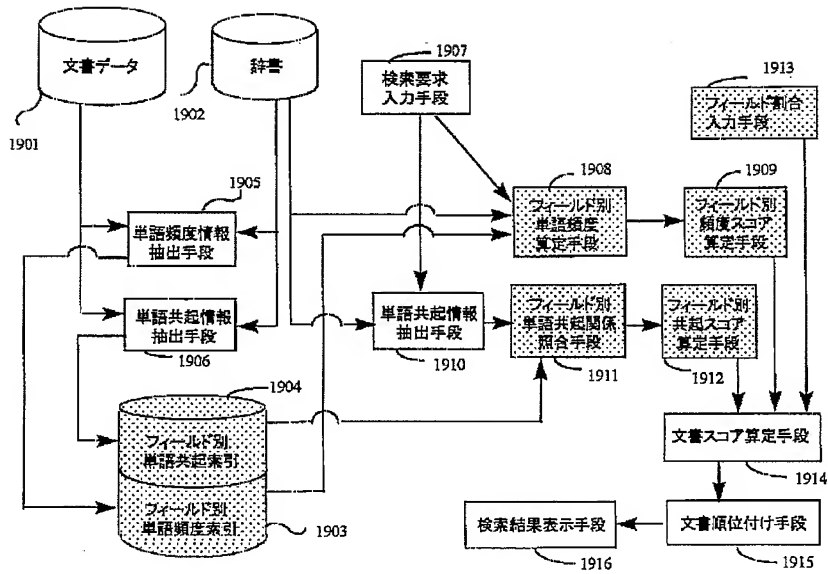 文書データ
1901
辞書
1902
1907
検索要求
入力手段
1913
フィールド割合
入力手段
1905
単語頻度情報
抽出手段
1908
フィールド別
単語頻度
算定手段
1909
フィールド別
頻度スコア
算定手段
単語共起情報
抽出手段
1906
単語共起情報
抽出手段
1910
フィールド別
単語共起関係
照合手段
1911
フィールド別
共起スコア
算定手段
1912
1904
フィールド別
単語共起索引
フィールド別
単語頻度索引
1903
文書スコア算定手段
1914
検索結果表示手段
1916
文書順位付け手段
1915